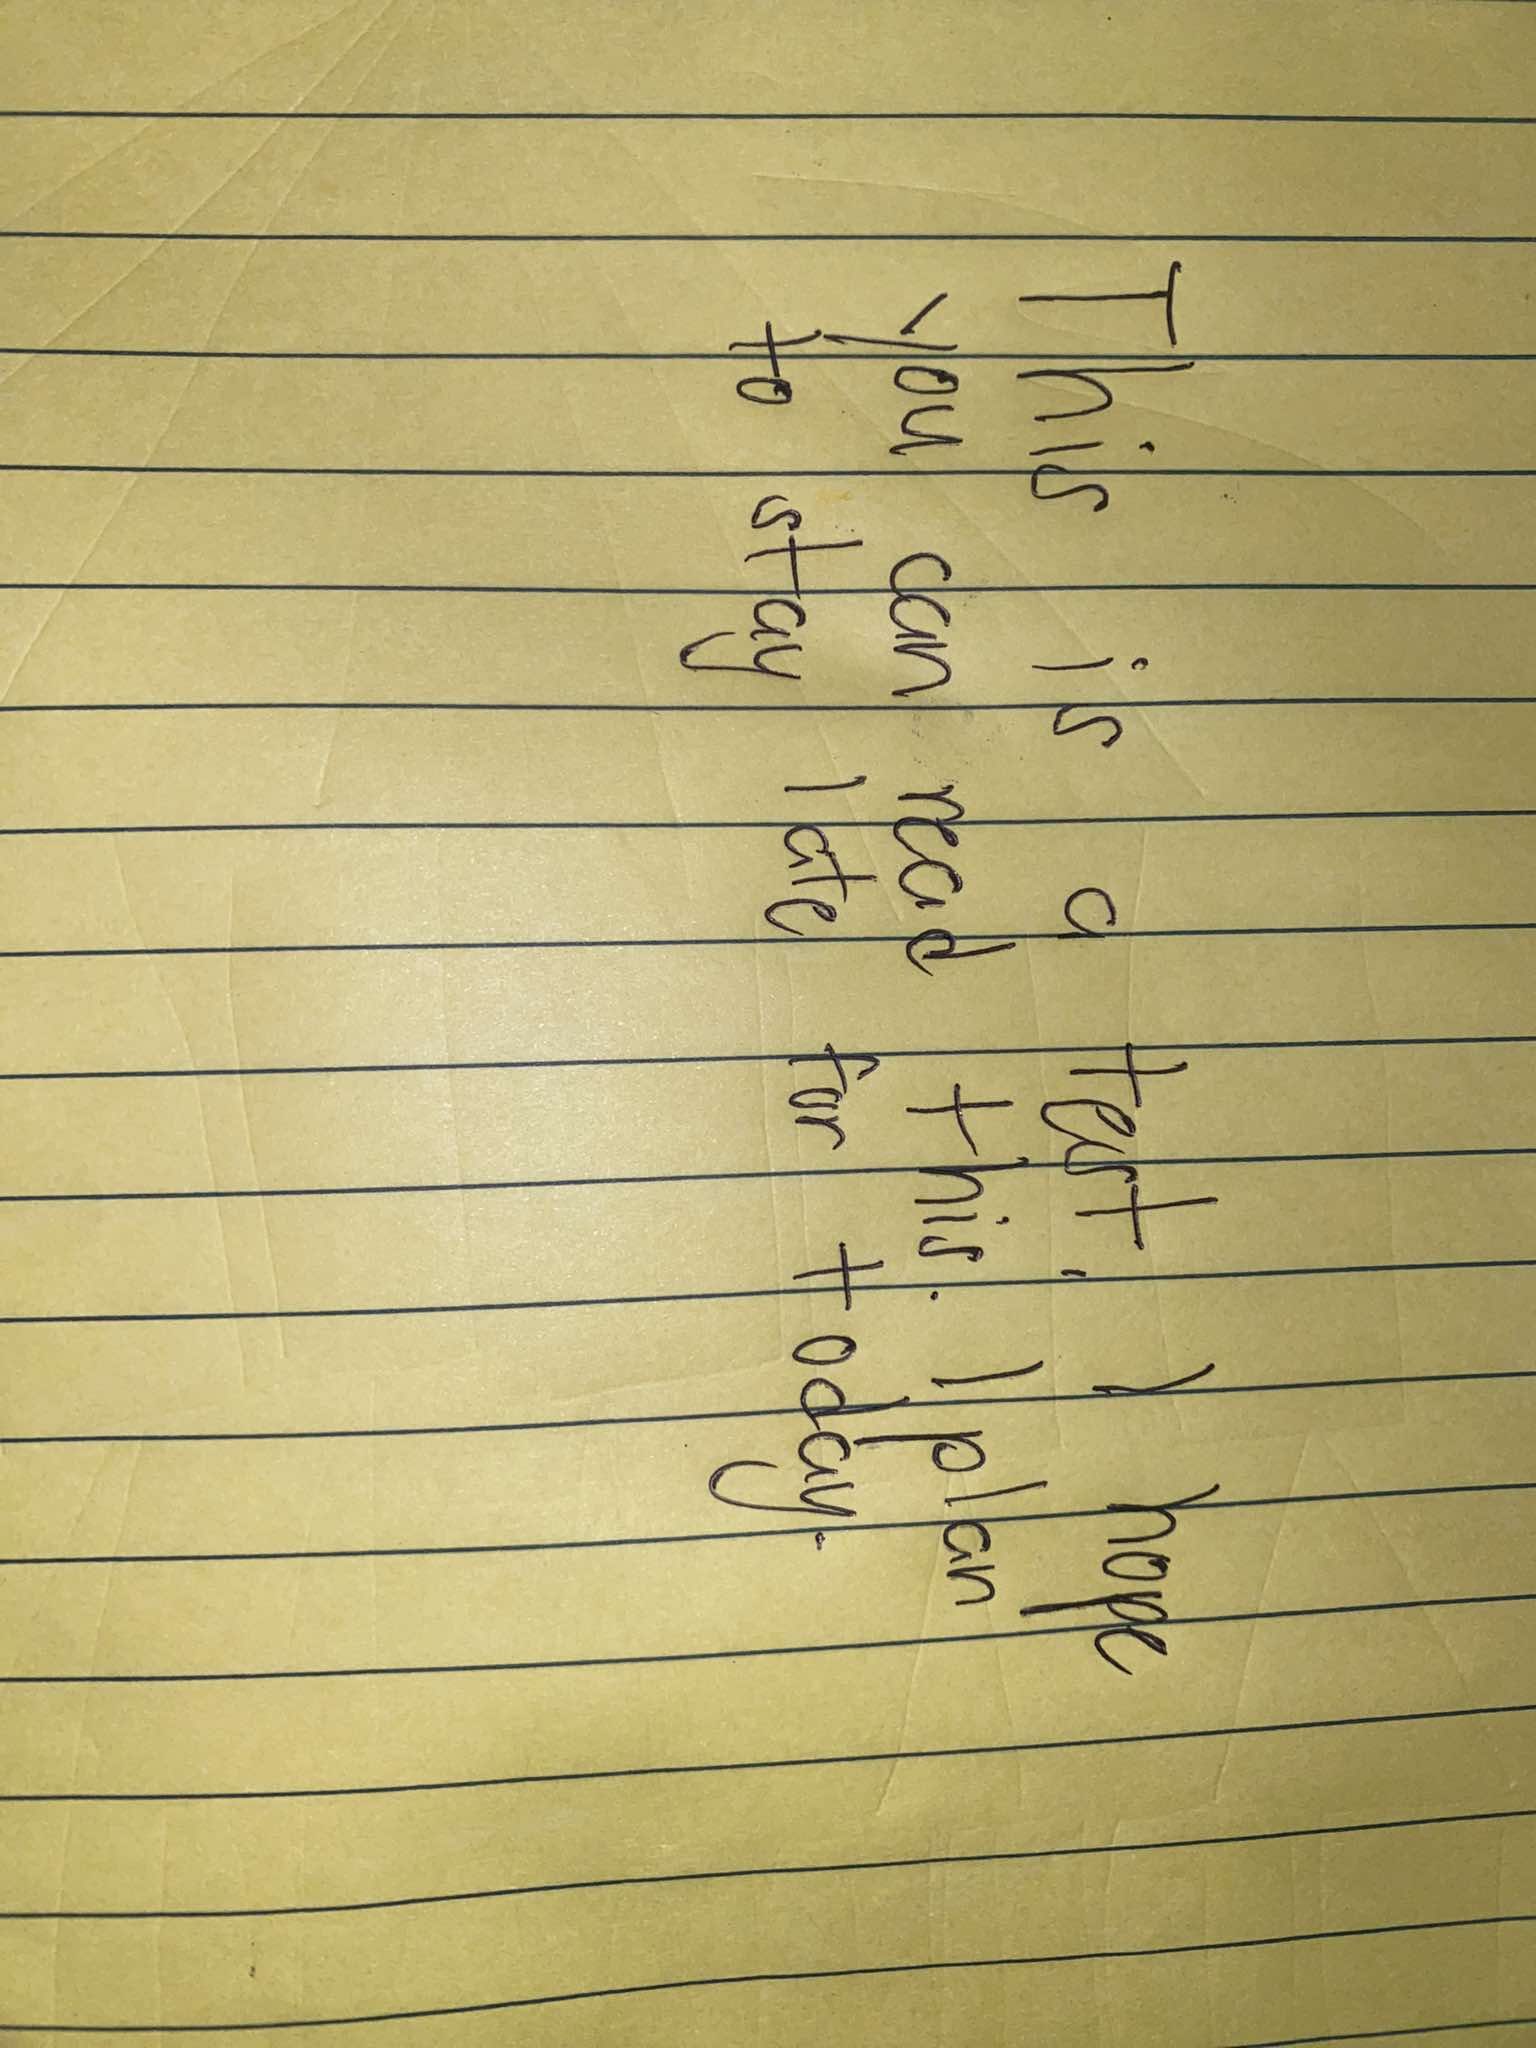 This is a test. I hope
you can read this. I plan
to stay late for today.